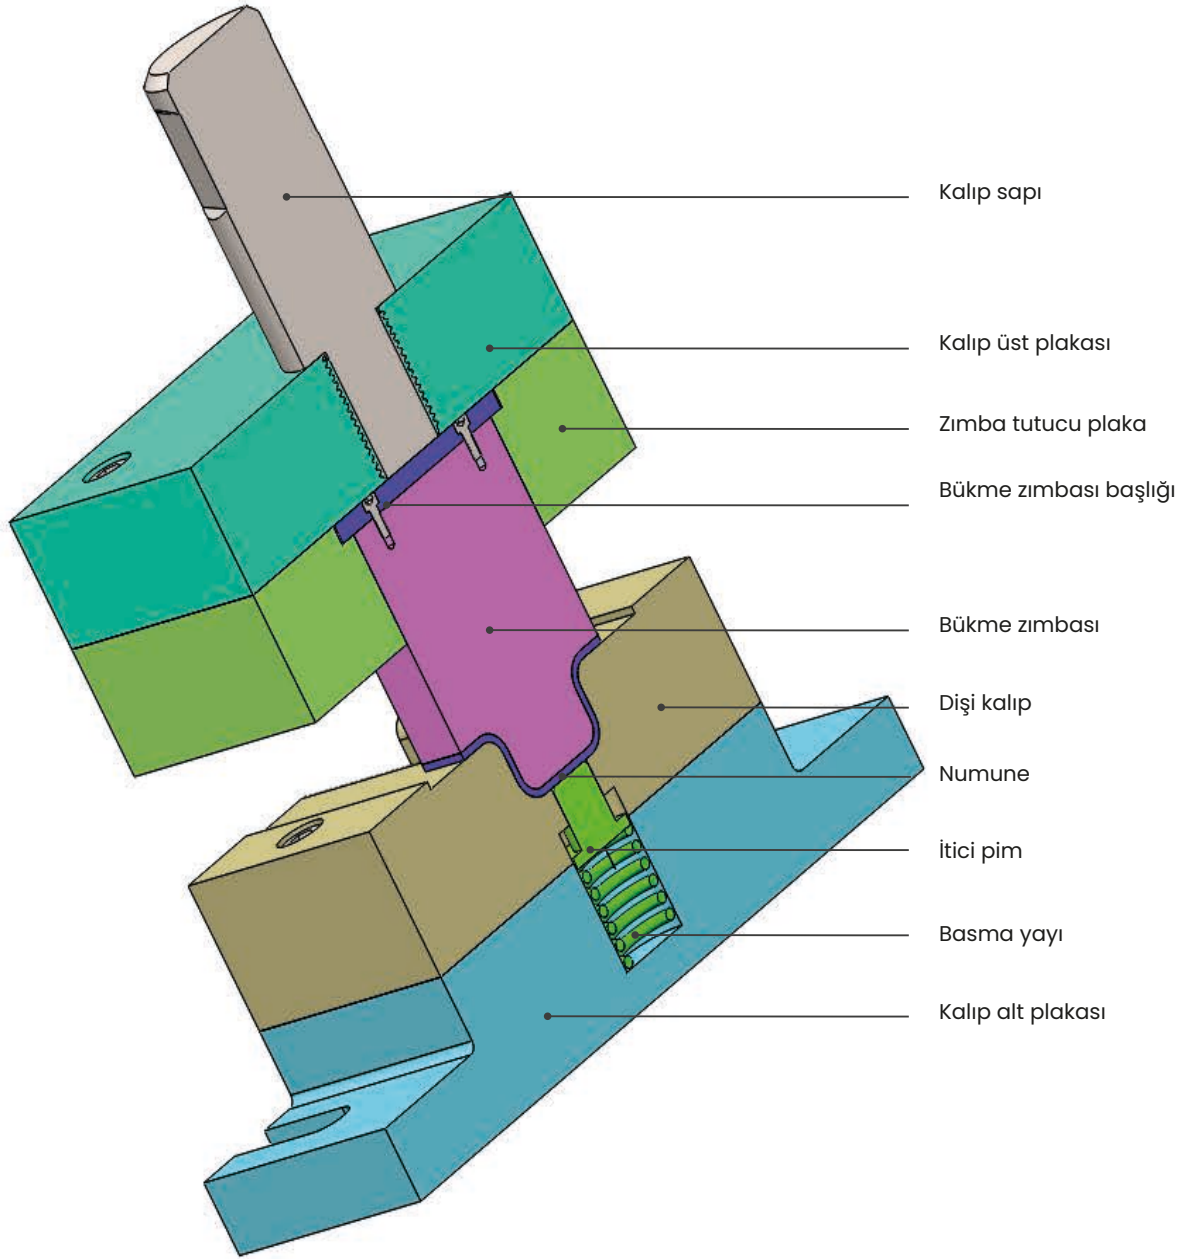 Kalıp sapı
Kalıp üst plakası
Zımba tutucu plaka
Bükme zımbası başlığı
Bükme zımbası
Dişi kalıp
Numune
İtici pim
Basma yayı
Kalıp alt plakası